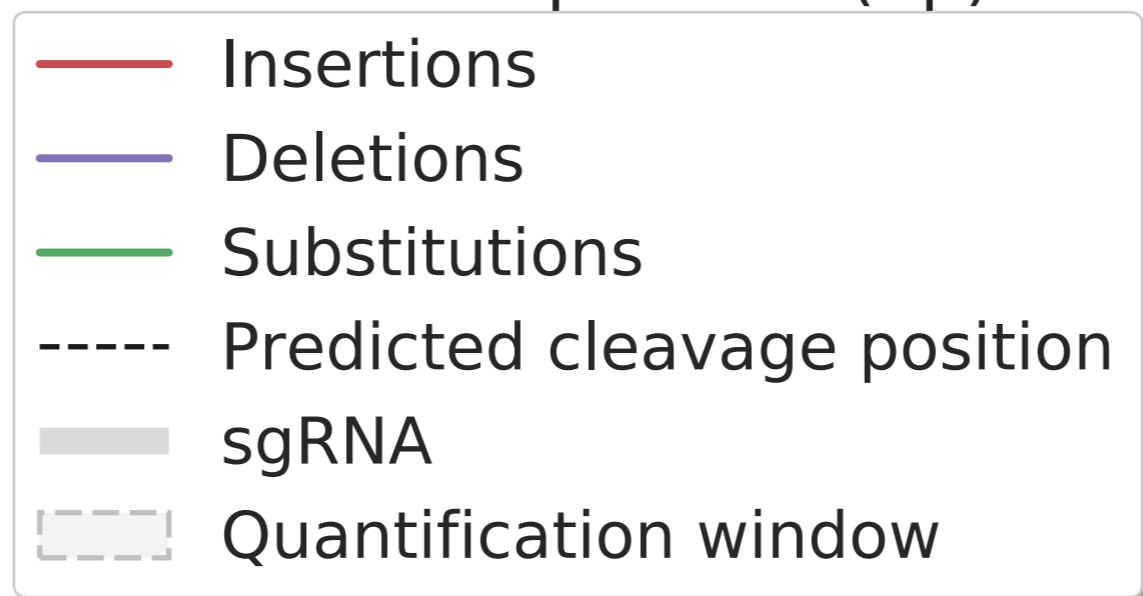 Insertions
Deletions
Substitutions
Predicted cleavage position
sgRNA
Quantification window